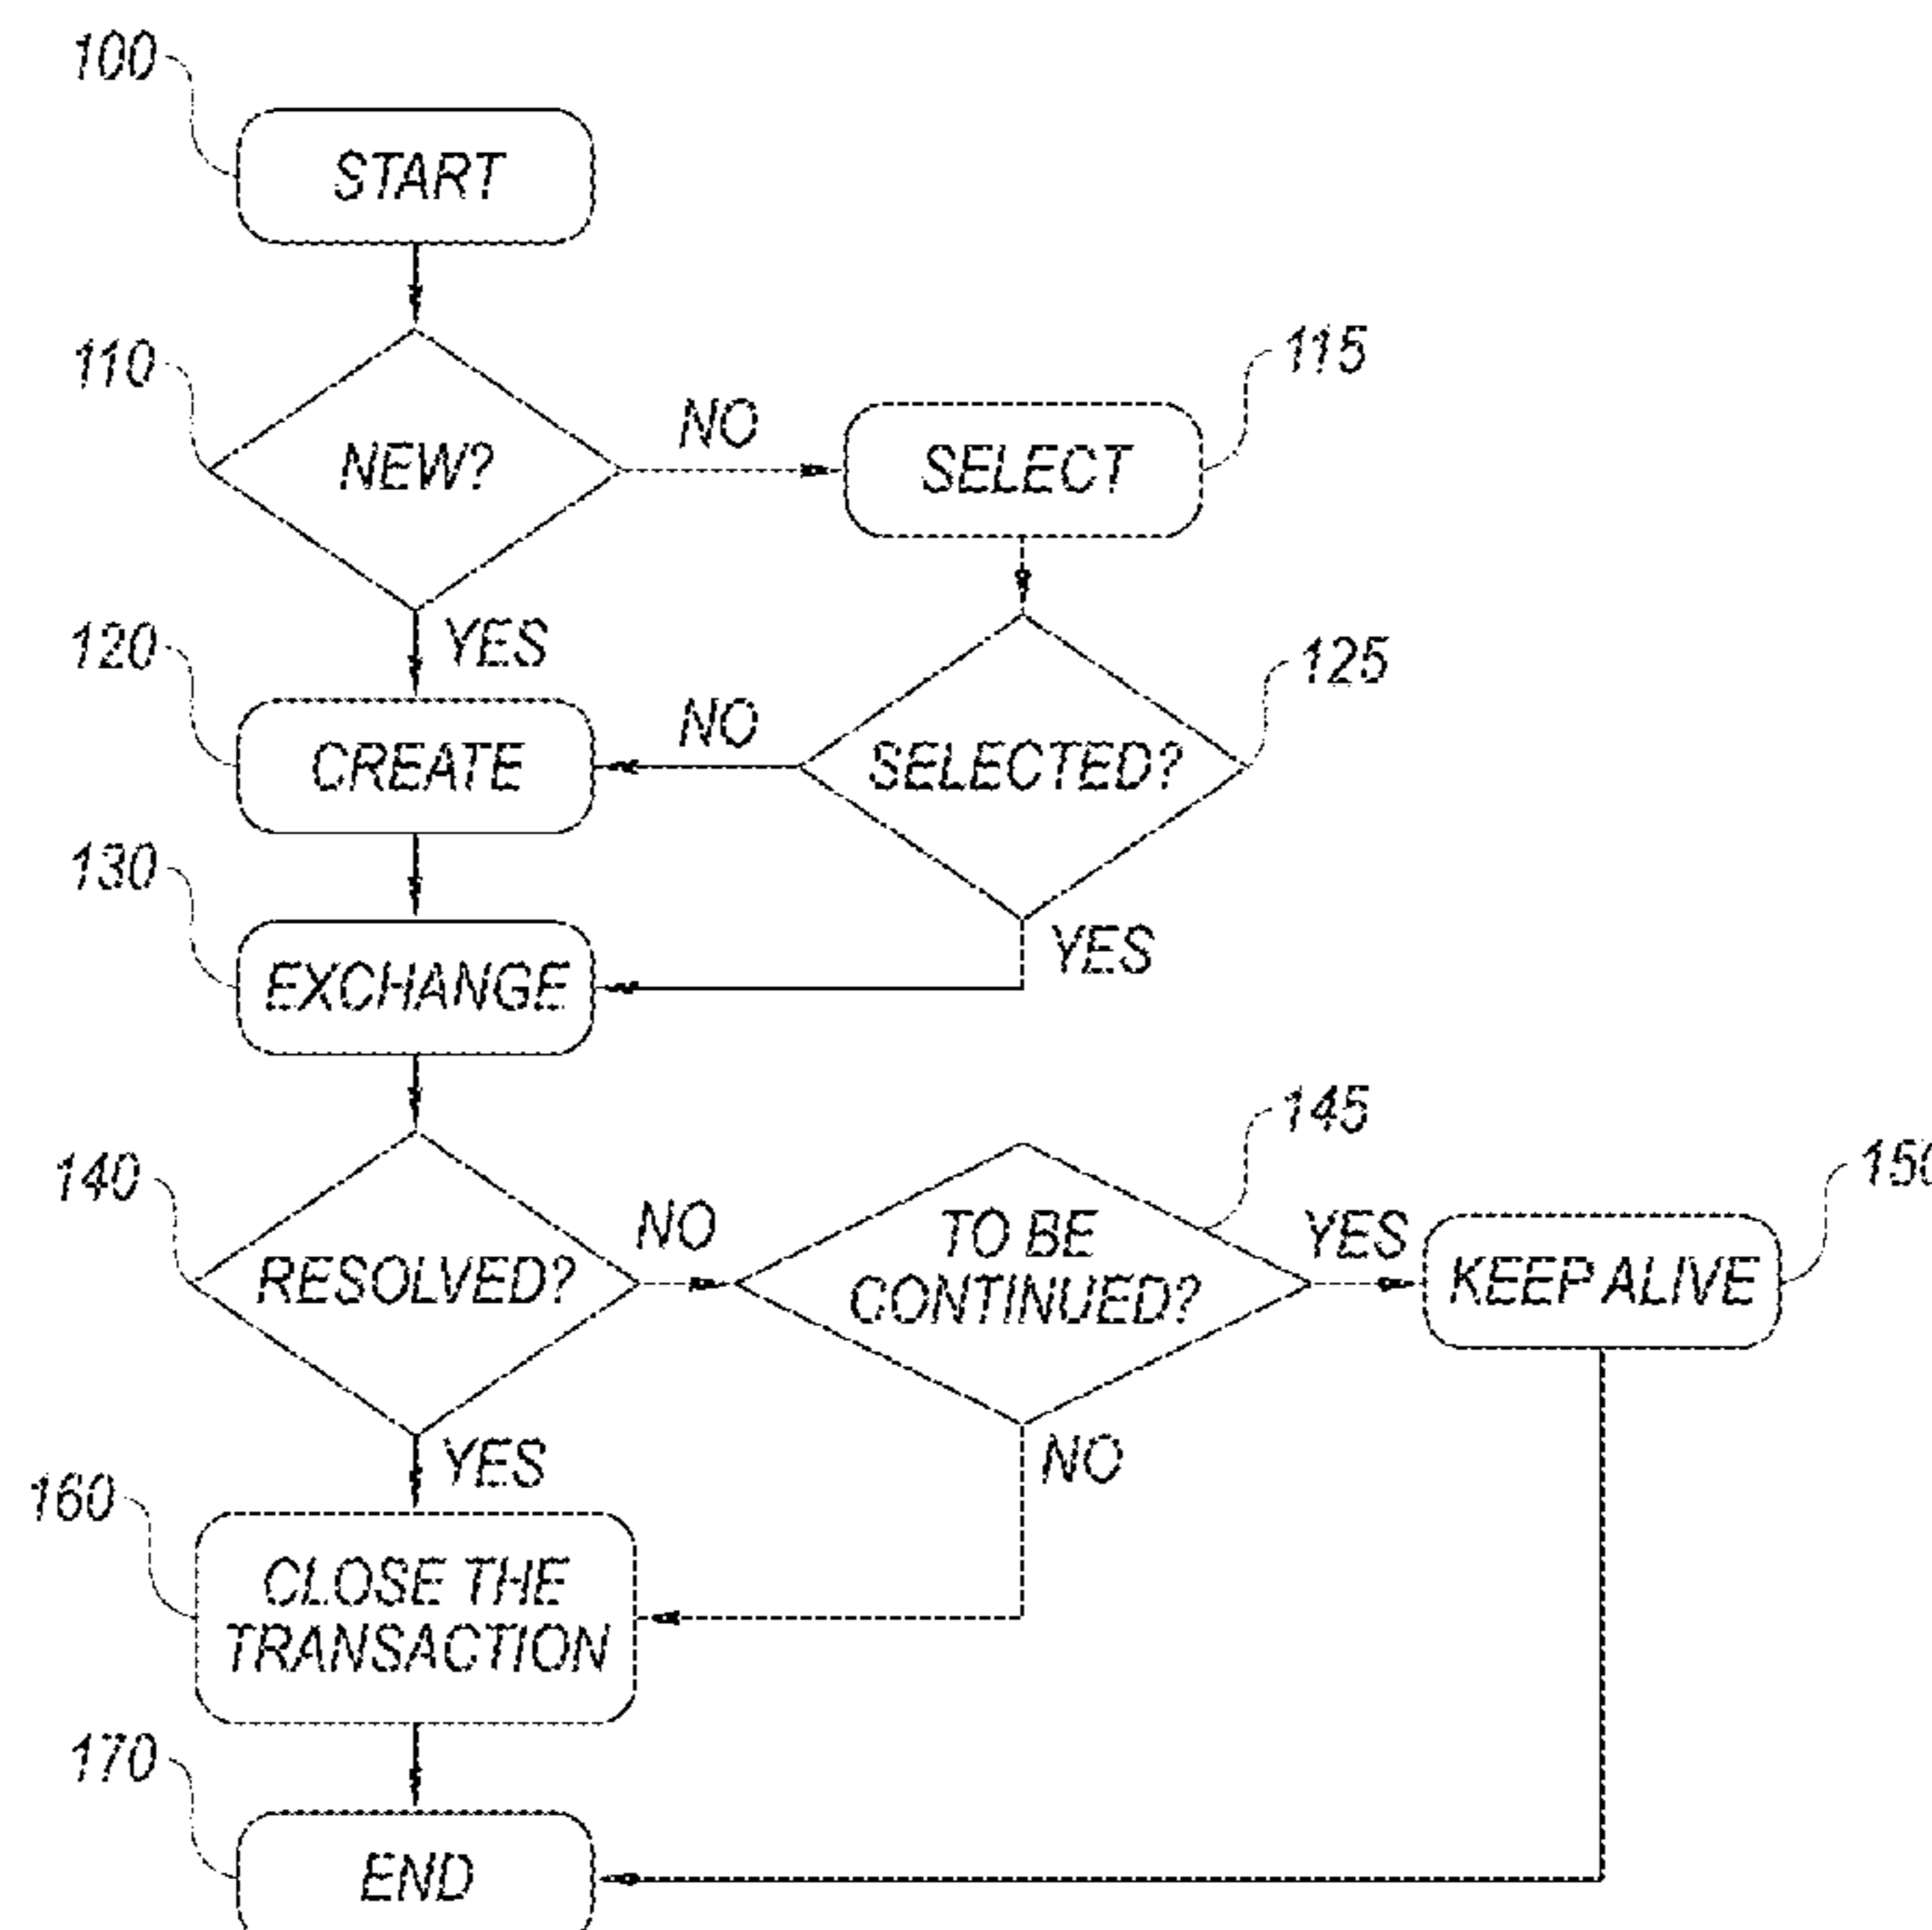 100
START
110
NEW?
NO
115
SELECT
YES
120
CREATE
NO
SELECTED?
125
130
EXCHANGE
YES
140
RESOLVED?
NO
145
TO BE
CONTINUED?
YES
KEEP ALIVE
150
YES
NO
160
CLOSE THE
TRANSACTION
170
END